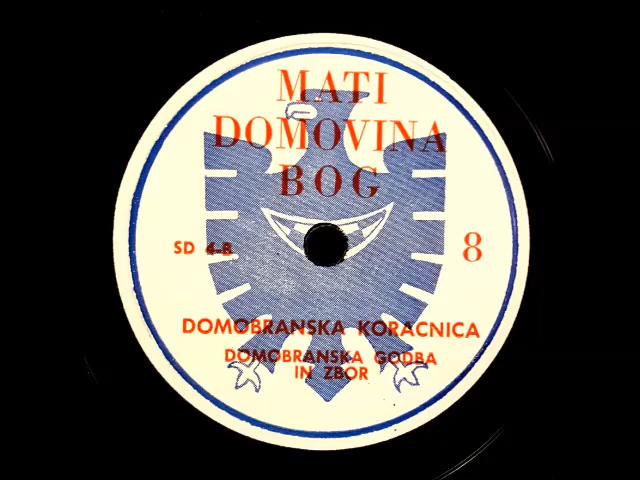 MATI
DOMOVINA
BOG
SD 4-B
8
DOMOBRANSKA KORACNICA
DOMOBRANSKA GODBA
IN ZBOR